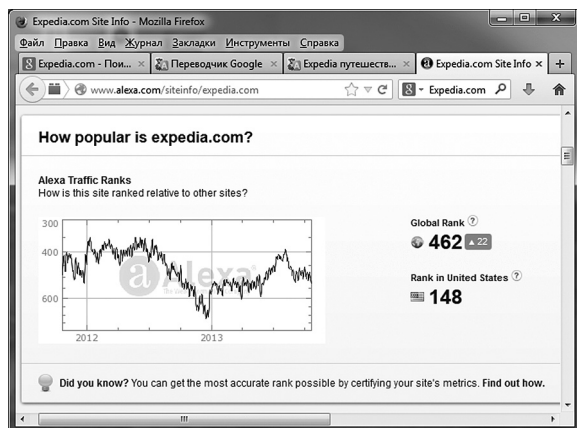 Expedia.com Site Info - Mozilla Firefox
Файл Правка Вид Журнал Закладки Инструменты Справка
Expedia.com - Пои... × Переводчик Google × Expedia путешеств... × Expedia.com Site Info × +
www.alexa.com/siteinfo/expedia.com Expedia.com
How popular is expedia.com?
Alexa Traffic Ranks
How is this site ranked relative to other sites?
300
400
600
2012 2013
Alexa
Global Rank ?
462 ▲ 22
Rank in United States ?
148
Did you know? You can get the most accurate rank possible by certifying your site's metrics. Find out how.